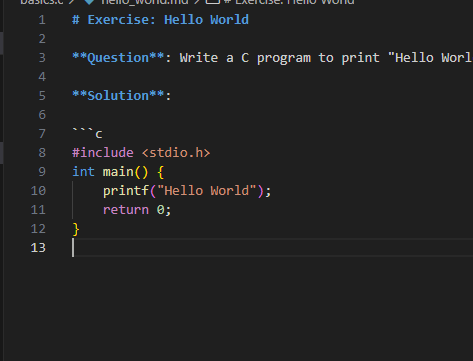 basics.c > hello_world.md > # Exercise: Hello World
1 # Exercise: Hello World
2
3 **Question**: Write a C program to print "Hello Worl
4
5 **Solution**:
6
7 ```c
8 #include <stdio.h>
9 int main() {
10 printf("Hello World");
11 return 0;
12 }
13